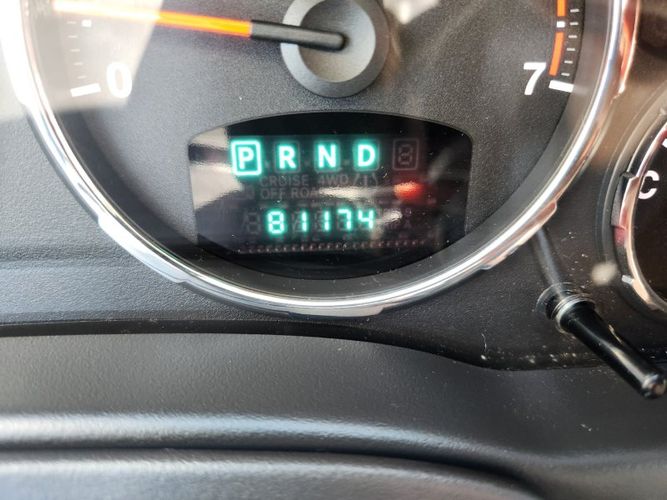 0 7
P R N D
CRUISE 4WD
OFF ROAD
81174
C